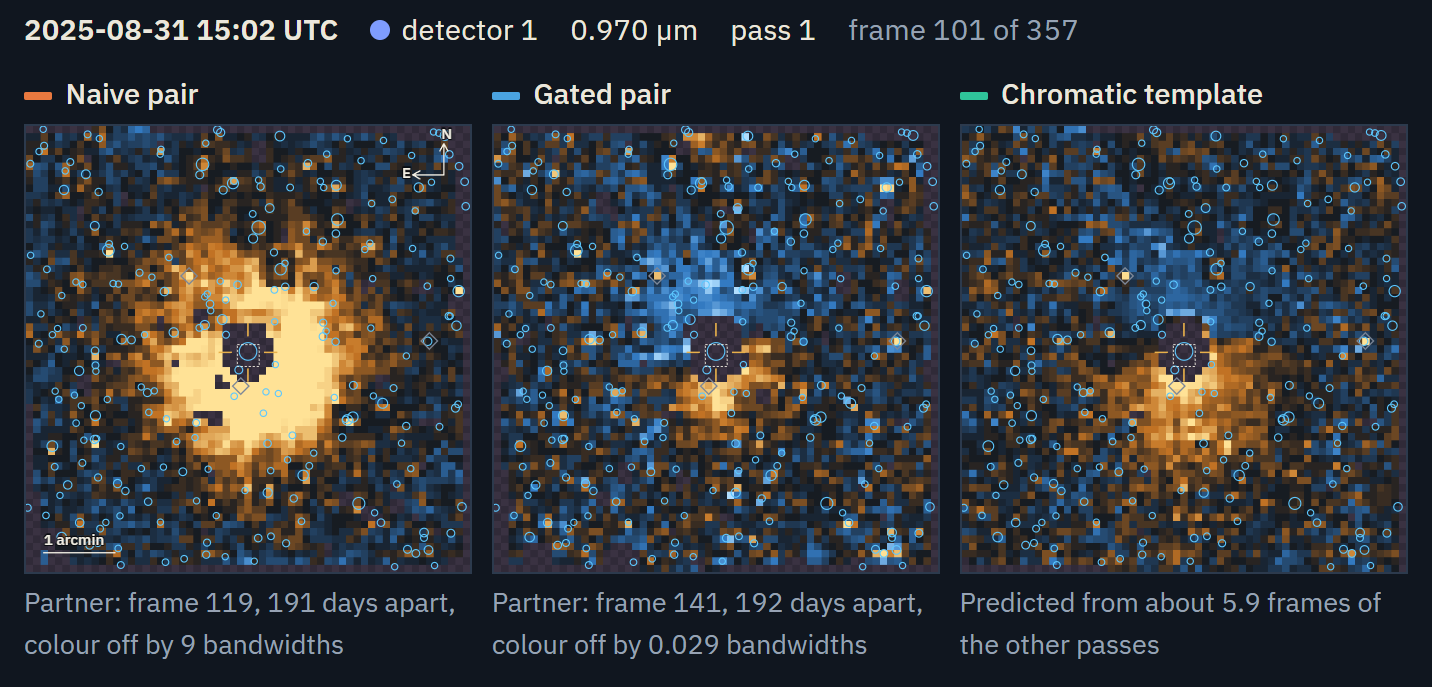 2025-08-31 15:02 UTC detector 1 0.970 µm pass 1 frame 101 of 357
Naive pair
Gated pair
Chromatic template
N
E
1 arcmin
Partner: frame 119, 191 days apart,
colour off by 9 bandwidths
Partner: frame 141, 192 days apart,
colour off by 0.029 bandwidths
Predicted from about 5.9 frames of
the other passes